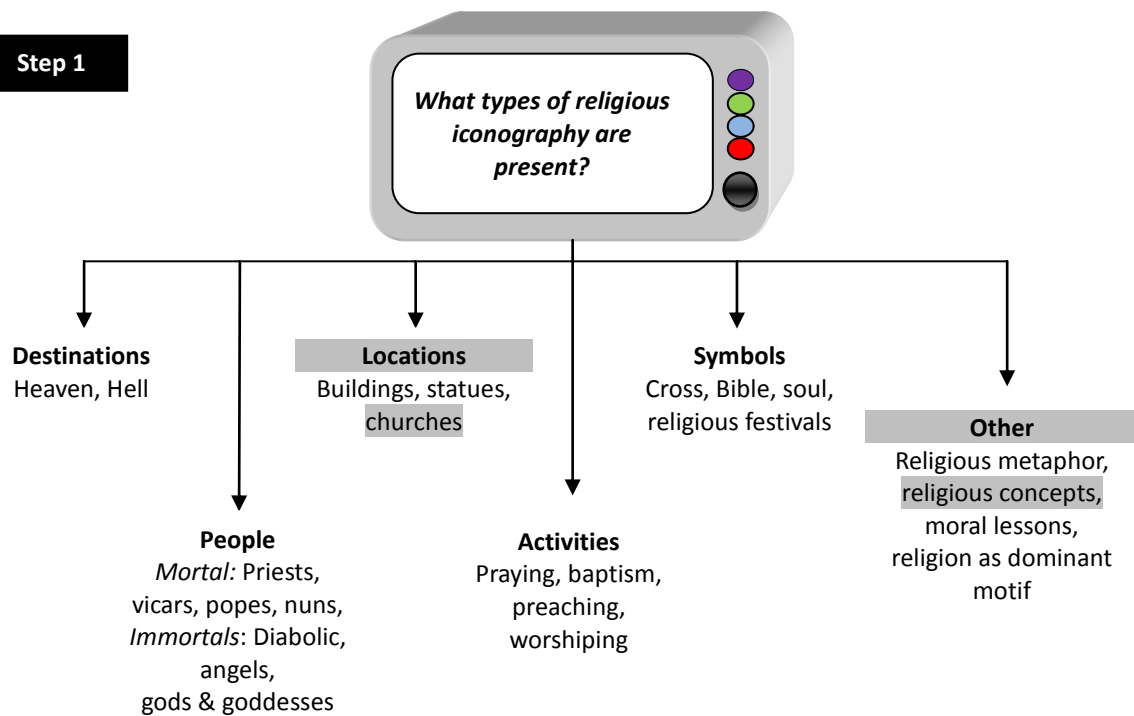 Step 1
What types of religious
iconography are
present?
Destinations
Heaven, Hell
Locations
Buildings, statues,
churches
Symbols
Cross, Bible, soul,
religious festivals
Other
Religious metaphor,
religious concepts,
moral lessons,
religion as dominant
motif
People
Mortal: Priests,
vicars, popes, nuns,
Immortals: Diabolic,
angels,
gods & goddesses
Activities
Praying, baptism,
preaching,
worshiping